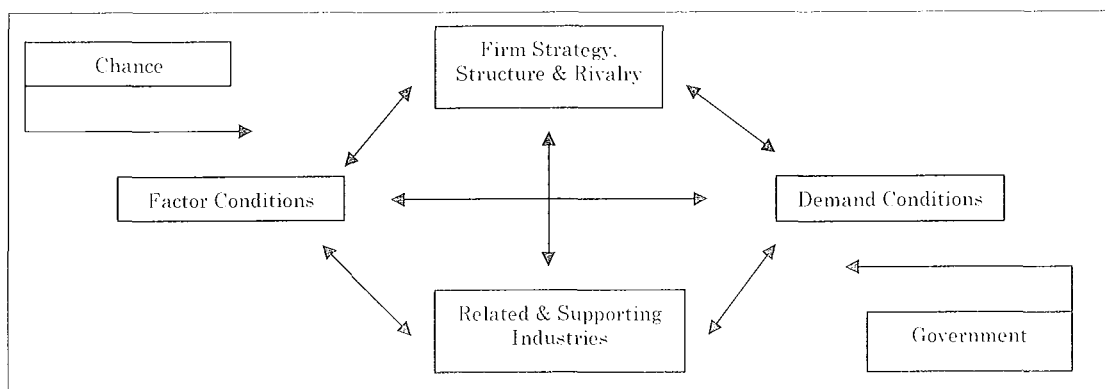 Chance
Firm Strategy,
Structure & Rivalry
Factor Conditions
Demand Conditions
Related & Supporting
Industries
Government